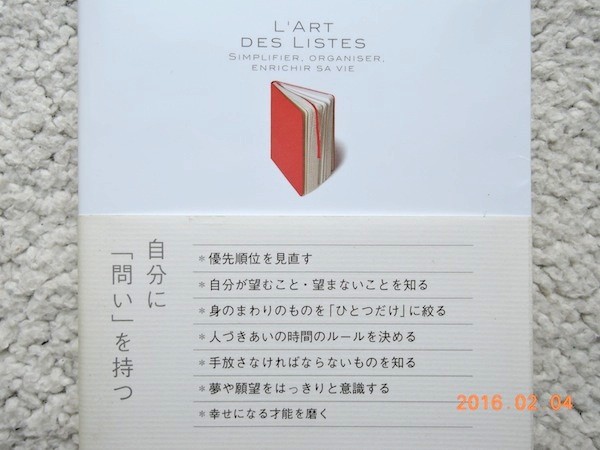 L'ART
DES LISTES
SIMPLIFIER, ORGANISER,
ENRICHIR SA VIE
自分に
「問い」を持つ
*優先順位を見直す
*自分が望むこと・望まないことを知る
*身のまわりのものを「ひとつだけ」に絞る
*人づきあいの時間のルールを決める
*手放さなければならないものを知る
*夢や願望をはっきりと意識する
*幸せになる才能を磨く
2016.02.04